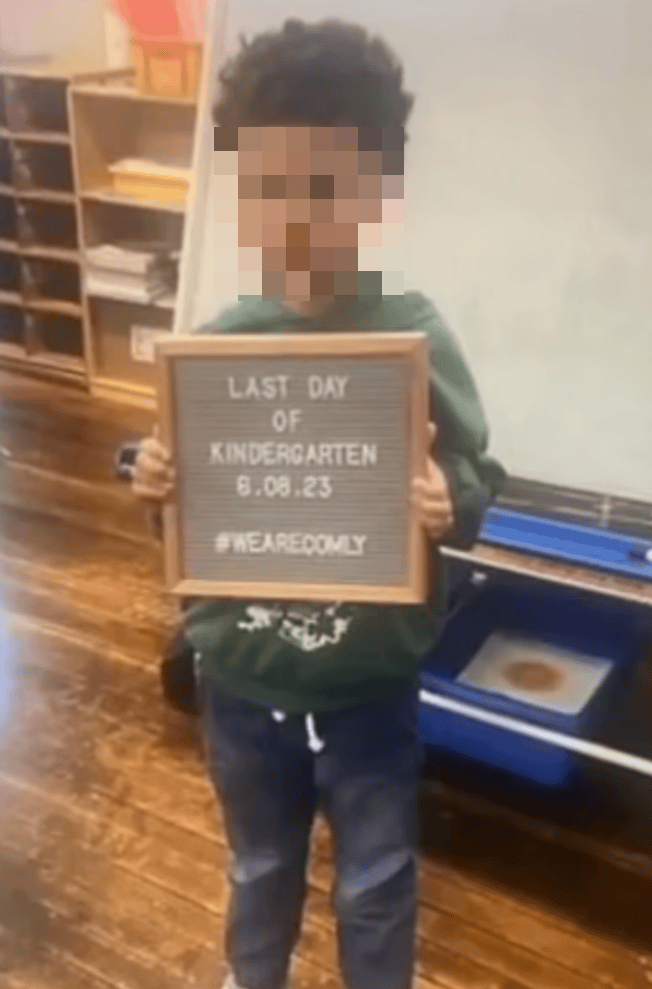 LAST DAY
OF
KINDERGARTEN
6.08.23
#WEARECOMLY